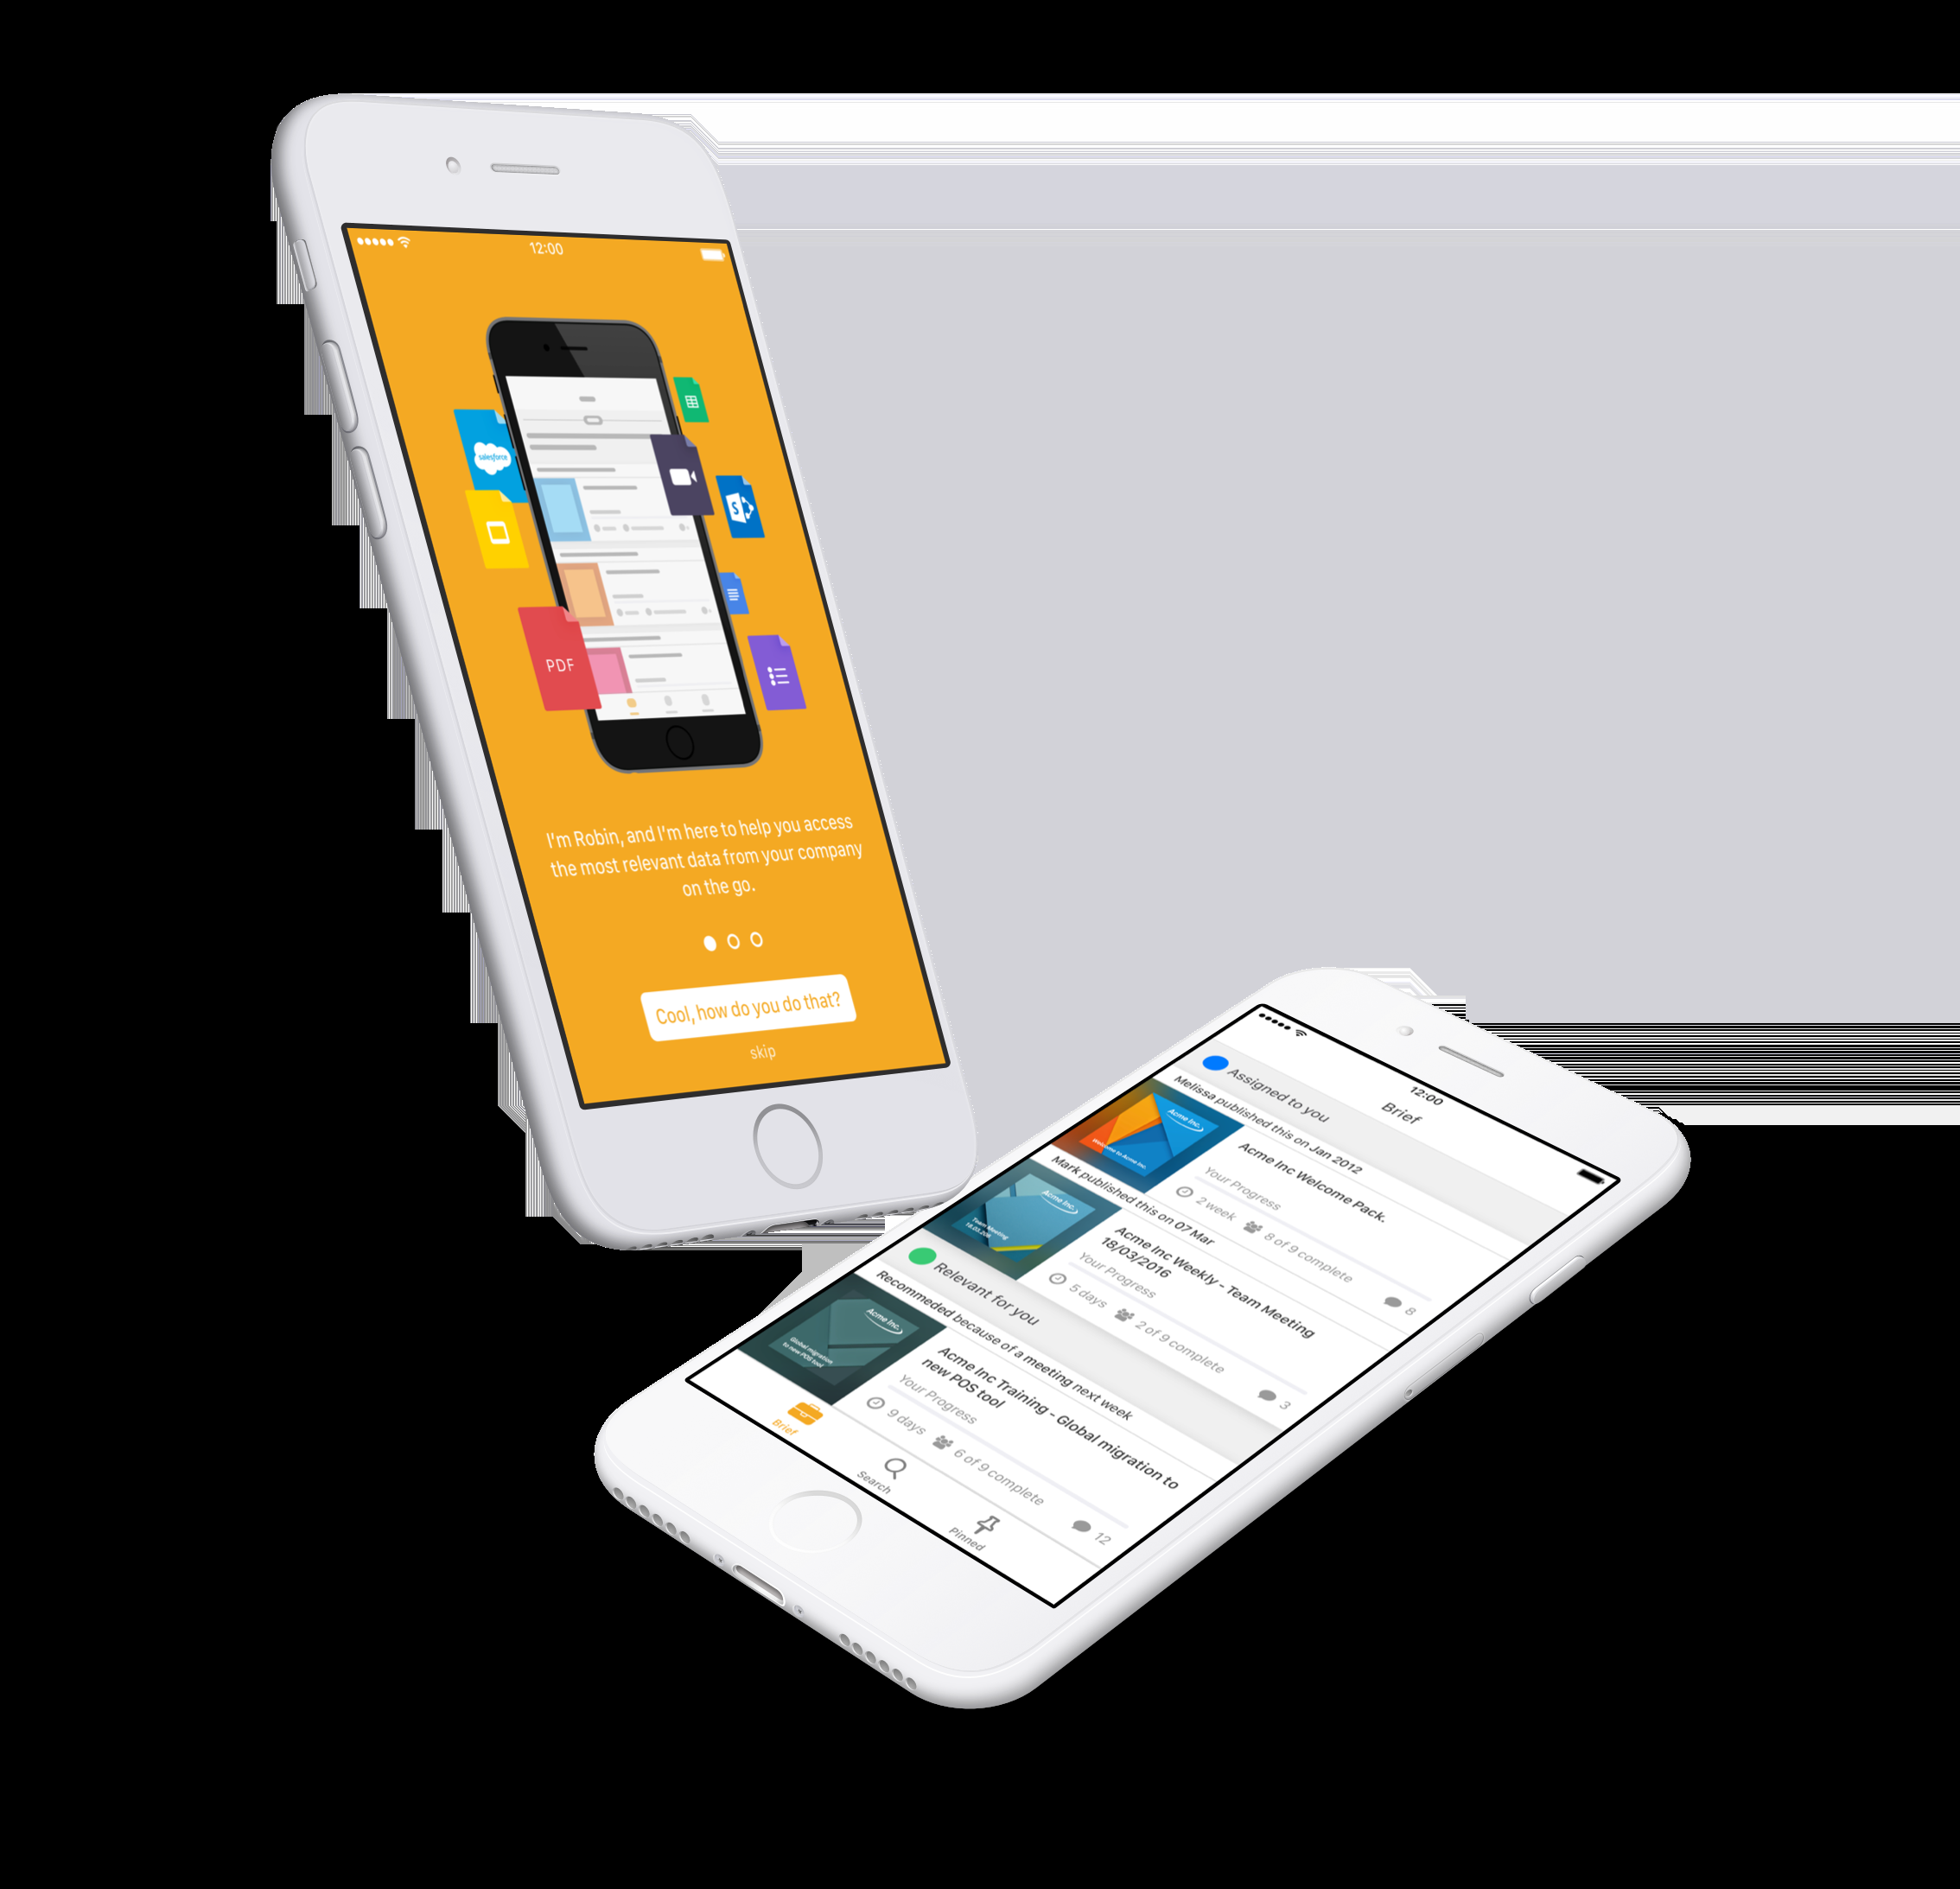 12:00
salesforce
S
PDF
I'm Robin, and I'm here to help you access
the most relevant data from your company
on the go.
Cool, how do you do that?
skip
12:00
Brief
Assigned to you
Melissa published this on Jan 2012
Acme Inc.
Welcome to Acme Inc.
Acme Inc Welcome Pack.
Your Progress
2 week
8 of 9 complete
8
Mark published this on 07 Mar
Acme Inc.
Team Meeting
Acme Inc Weekly - Team Meeting
18/03/2016
Your Progress
5 days
2 of 9 complete
3
Relevant for you
Recommeded because of a meeting next week
Acme Inc.
Global migration,
to new POS tool
Acme Inc Training - Global migration to
new POS tool
Your Progress
9 days
6 of 9 complete
12
Brief
Search
Pinned